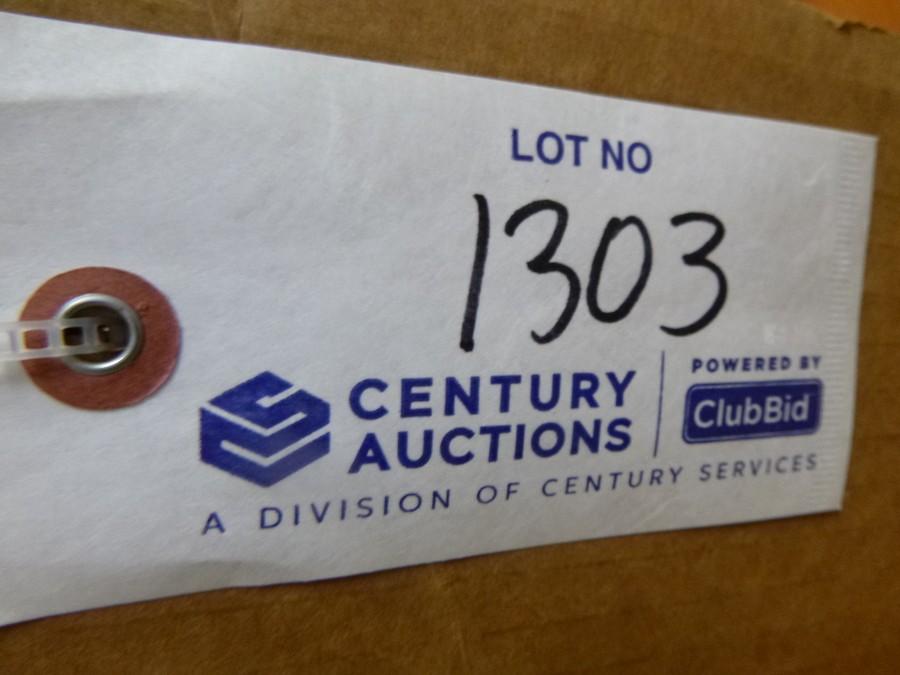 LOT NO
1303
CENTURY
AUCTIONS
POWERED BY
ClubBid
A DIVISION OF CENTURY SERVICES